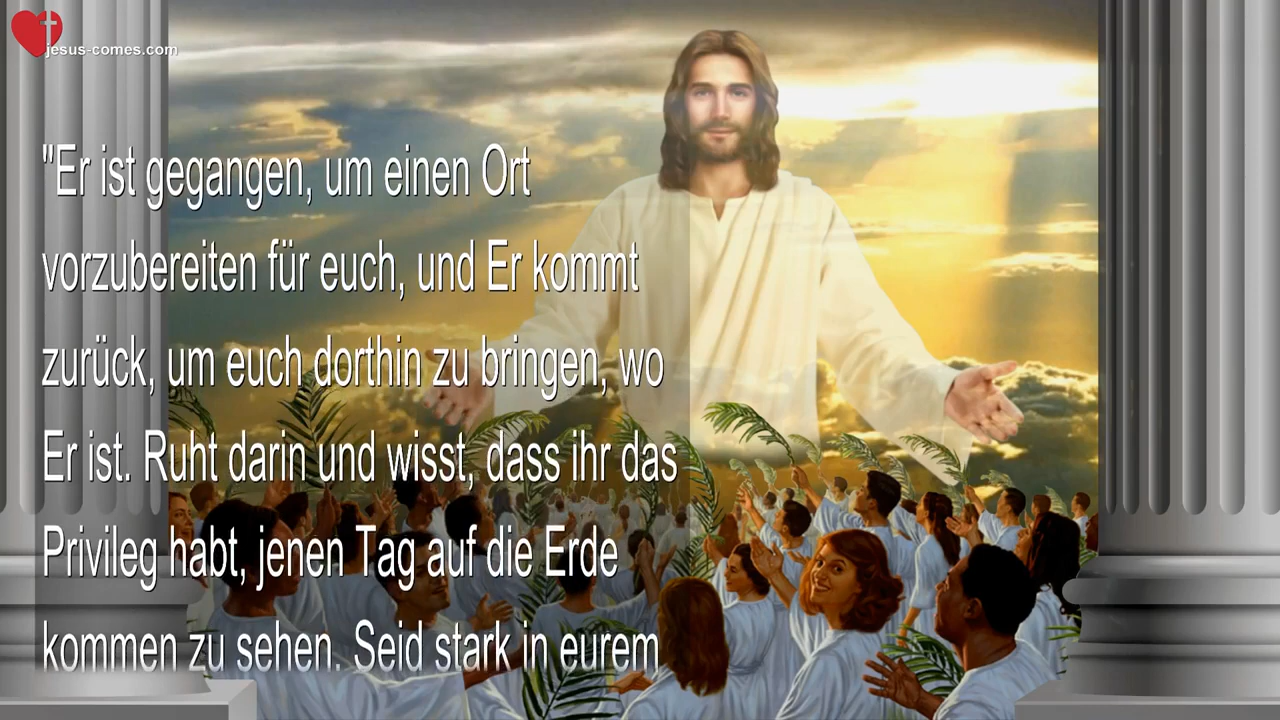 jesus-comes.com
"Er ist gegangen, um einen Ort
vorzubereiten für euch, und Er kommt
zurück, um euch dorthin zu bringen, wo
Er ist. Ruht darin und wisst, dass ihr das
Privileg habt, jenen Tag auf die Erde
kommen zu sehen. Seid stark in eurem